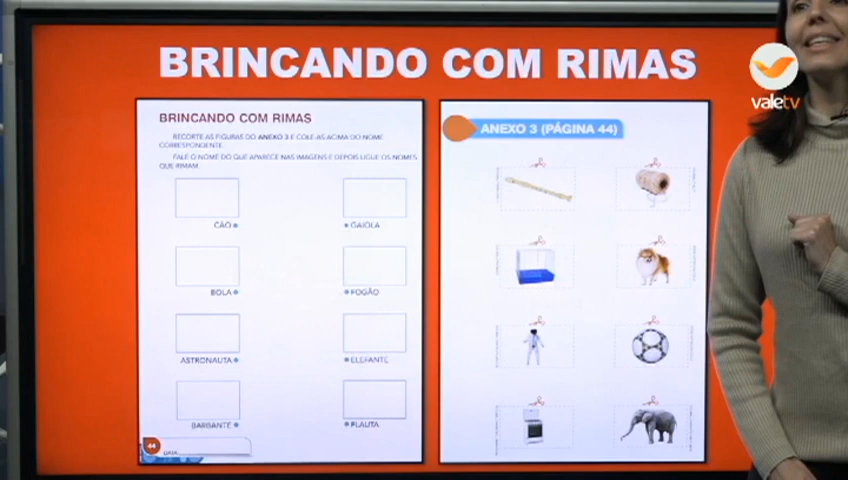 BRINCANDO COM RIMAS
valetv
BRINCANDO COM RIMAS
RECORTE AS FIGURAS DO ANEXO 3 E COLE-AS ACIMA DO NOME
CORRESPONDENTE.
FALE O NOME DO QUE APARECE NAS IMAGENS E DEPOIS LIGUE OS NOMES
QUE RIMAM.
CÃO
GAIOLA
BOLA
FOGÃO
ASTRONAUTA
ELEFANTE
BARBANTE
FLAUTA
44
ANEXO 3 (PÁGINA 44)